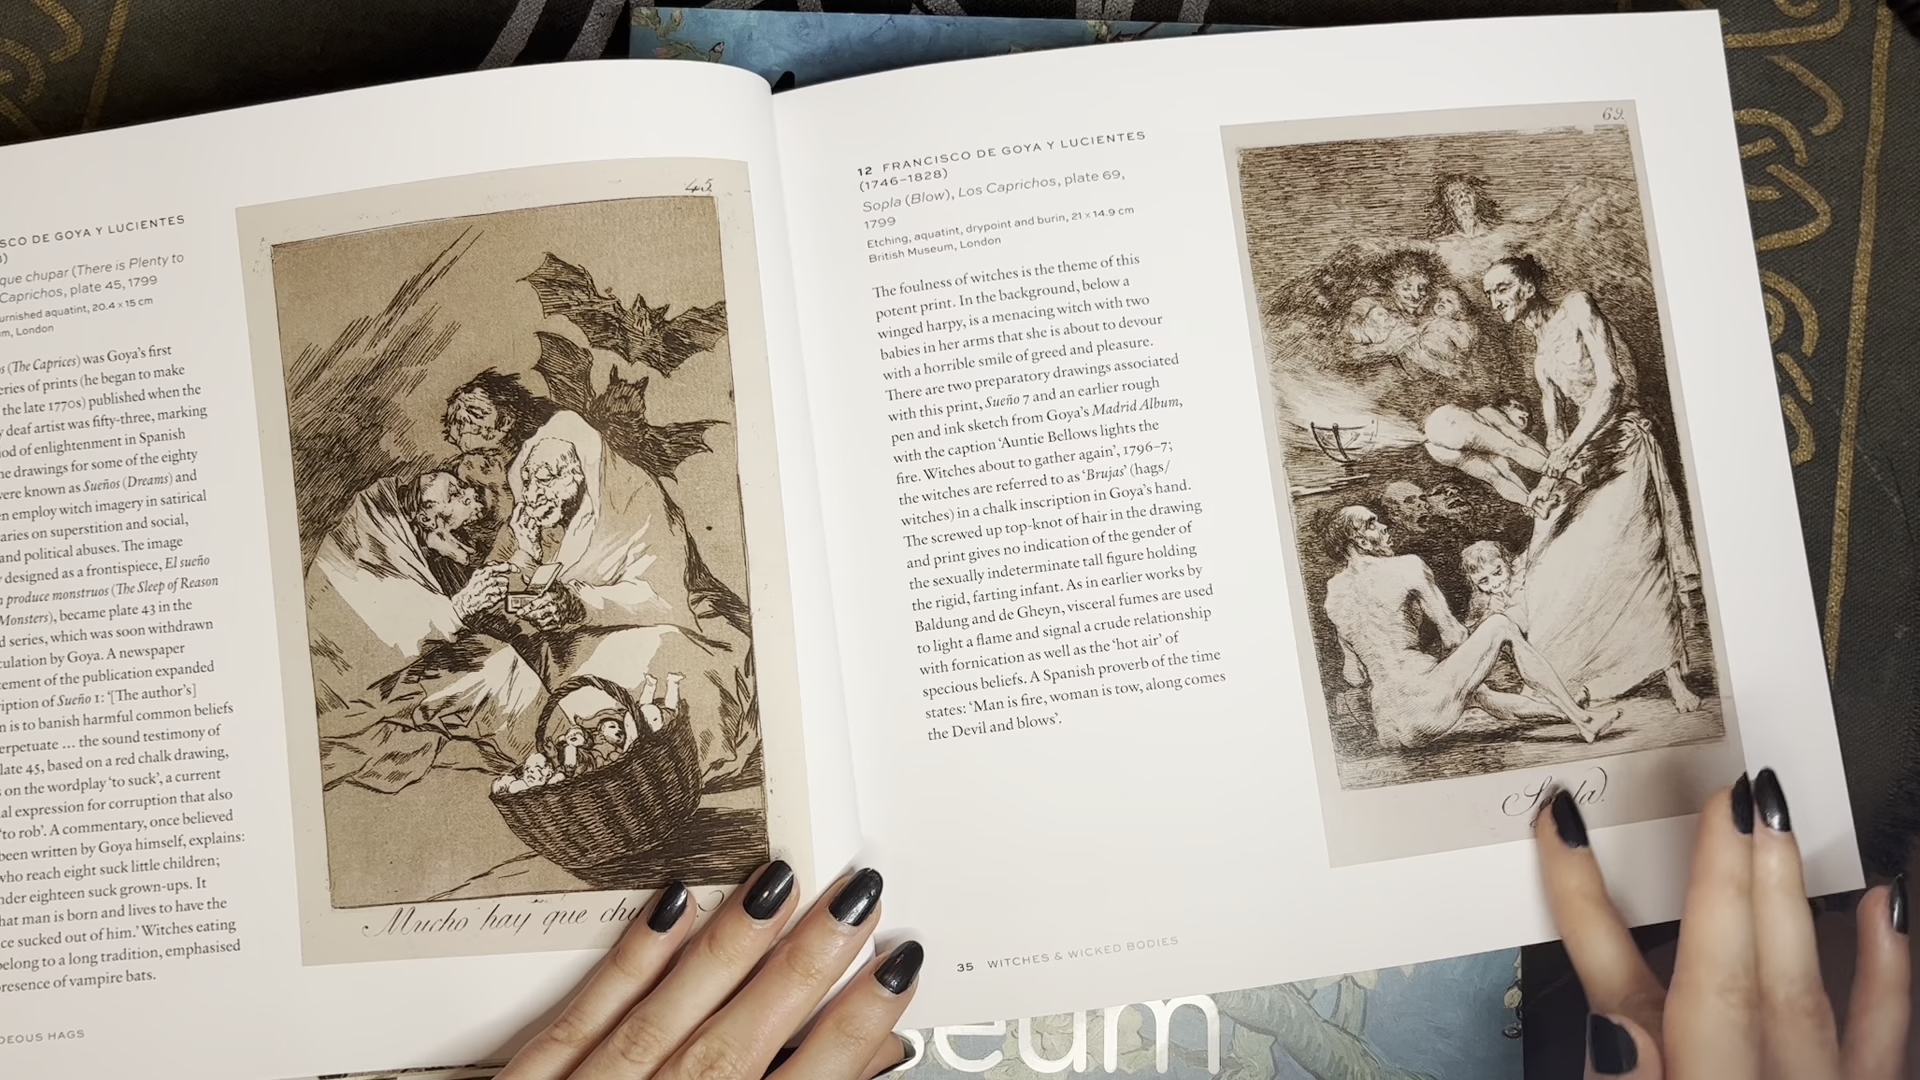 SCO DE GOYA Y LUCIENTES
que chupar (There is Plenty to
Caprichos, plate 45, 1799
urnished aquatint, 20.4 x 15 cm
m, London
s (The Caprices) was Goya's first
eries of prints (he began to make
the late 1770s) published when the
y deaf artist was fifty-three, marking
iod of enlightenment in Spanish
he drawings for some of the eighty
were known as Sueños (Dreams) and
en employ witch imagery in satirical
aries on superstition and social,
and political abuses. The image
designed as a frontispiece, El sueño
n produce monstruos (The Sleep of Reason
Monsters), became plate 43 in the
d series, which was soon withdrawn
culation by Goya. A newspaper
cement of the publication expanded
iption of Sueño 1: '[The author's]
n is to banish harmful common beliefs
erpetuate ... the sound testimony of
late 45, based on a red chalk drawing,
s on the wordplay 'to suck', a current
al expression for corruption that also
'to rob'. A commentary, once believed
been written by Goya himself, explains:
who reach eight suck little children;
nder eighteen suck grown-ups. It
hat man is born and lives to have the
ce sucked out of him.' Witches eating
belong to a long tradition, emphasised
resence of vampire bats.
DEOUS HAGS
45.
Mucho hay que chu
12 FRANCISCO DE GOYA Y LUCIENTES
(1746–1828)
Sopla (Blow), Los Caprichos, plate 69,
1799
Etching, aquatint, drypoint and burin, 21 x 14.9 cm
British Museum, London
The foulness of witches is the theme of this
potent print. In the background, below a
winged harpy, is a menacing witch with two
babies in her arms that she is about to devour
with a horrible smile of greed and pleasure.
There are two preparatory drawings associated
with this print, Sueño 7 and an earlier rough
pen and ink sketch from Goya's Madrid Album,
with the caption 'Auntie Bellows lights the
fire. Witches about to gather again', 1796–7;
the witches are referred to as 'Brujas' (hags/
witches) in a chalk inscription in Goya's hand.
The screwed up top-knot of hair in the drawing
and print gives no indication of the gender of
the sexually indeterminate tall figure holding
the rigid, farting infant. As in earlier works by
Baldung and de Gheyn, visceral fumes are used
to light a flame and signal a crude relationship
with fornication as well as the 'hot air' of
specious beliefs. A Spanish proverb of the time
states: 'Man is fire, woman is tow, along comes
the Devil and blows'.
35 WITCHES & WICKED BODIES
69.
Sopla.
seum